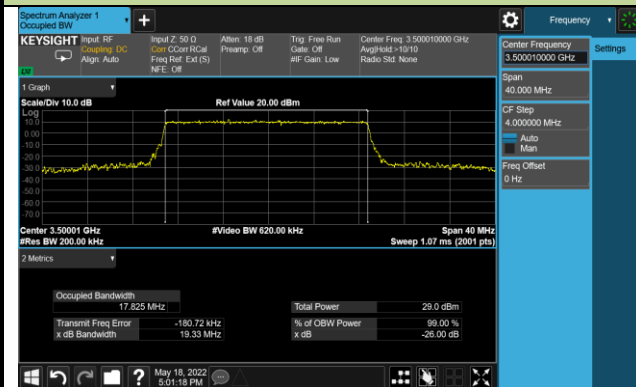 Spectrum Analyzer 1
Occupied BW
Frequency
KEYSIGHT
Input: RF
Coupling: DC
Align: Auto
Input Z: 50 Ω
Corr CCorr RCal
Freq Ref: Ext (S)
NFE: Off
Atten: 18 dB
Preamp: Off
Trig: Free Run
Gate: Off
#IF Gain: Low
Center Freq: 3.500010000 GHz
Avg|Hold:>10/10
Radio Std: None
Center Frequency
3.500010000 GHz
Settings
Span
40.000 MHz
CF Step
4.000000 MHz
Auto
Man
Freq Offset
0 Hz
1 Graph
Scale/Div 10.0 dB
Ref Value 20.00 dBm
Log
10.0
0.00
-10.0
-20.0
-30.0
-40.0
-50.0
-60.0
-70.0
Center 3.50001 GHz
#Video BW 620.00 kHz
Span 40 MHz
#Res BW 200.00 kHz
Sweep 1.07 ms (2001 pts)
2 Metrics
Occupied Bandwidth
17.825 MHz
Total Power
29.0 dBm
Transmit Freq Error
-180.72 kHz
% of OBW Power
99.00 %
x dB Bandwidth
19.33 MHz
x dB
-26.00 dB
?
May 18, 2022
5:01:18 PM